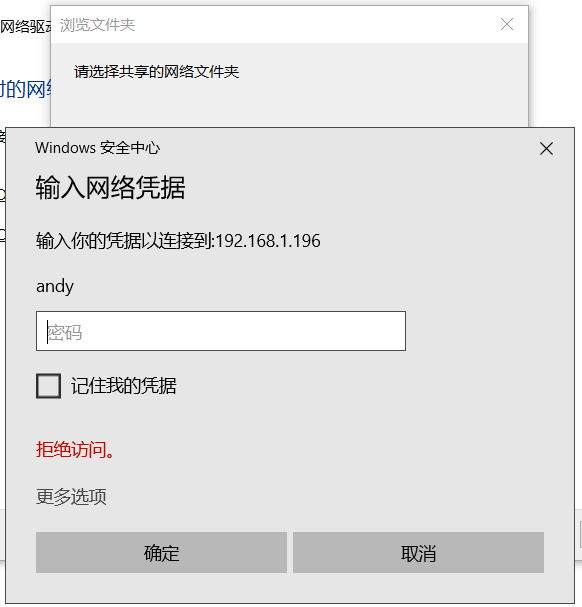 网络驱动
浏览文件夹
请选择共享的网络文件夹
时的网络
Windows 安全中心
输入网络凭据
输入你的凭据以连接到:192.168.1.196
andy
密码
记住我的凭据
拒绝访问。
更多选项
确定
取消